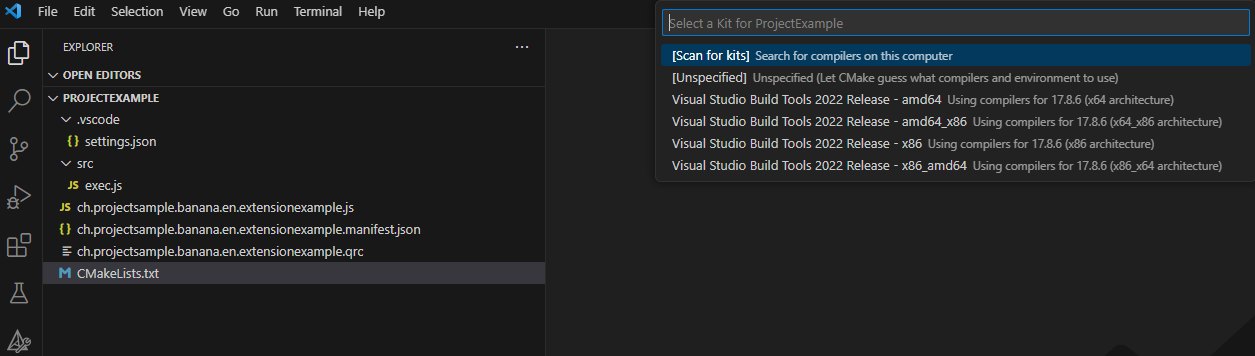 File Edit Selection View Go Run Terminal Help
EXPLORER ...
OPEN EDITORS
PROJECTEXAMPLE
.vscode
{} settings.json
src
JS exec.js
JS ch.projectsample.banana.en.extensionexample.js
{} ch.projectsample.banana.en.extensionexample.manifest.json
ch.projectsample.banana.en.extensionexample.qrc
M CMakeLists.txt
Select a Kit for ProjectExample
[Scan for kits] Search for compilers on this computer
[Unspecified] Unspecified (Let CMake guess what compilers and environment to use)
Visual Studio Build Tools 2022 Release - amd64 Using compilers for 17.8.6 (x64 architecture)
Visual Studio Build Tools 2022 Release - amd64_x86 Using compilers for 17.8.6 (x64_x86 architecture)
Visual Studio Build Tools 2022 Release - x86 Using compilers for 17.8.6 (x86 architecture)
Visual Studio Build Tools 2022 Release - x86_amd64 Using compilers for 17.8.6 (x86_x64 architecture)